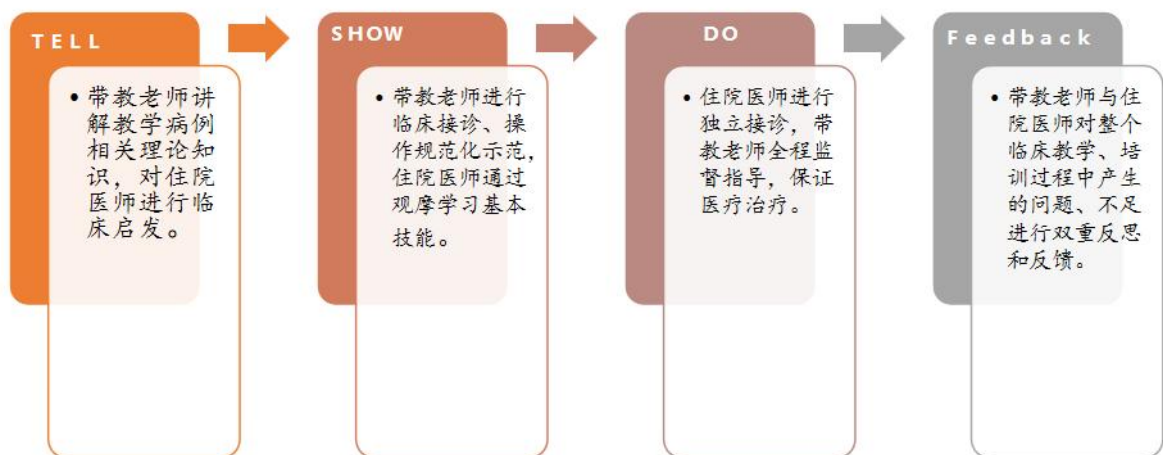 TELL
• 带教老师讲
解教学病例
相关理论知
识，对住院
医师进行临
床启发。
SHOW
• 带教老师进行
临床接诊、操
作规范化示范，
住院医师通过
观摩学习基本
技能。
DO
• 住院医师进行
独立接诊，带
教老师全程监
督指导，保证
医疗治疗。
Feedback
• 带教老师与住
院医师对整个
临床教学、培
训过程中产生
的问题、不足
进行双重反思
和反馈。